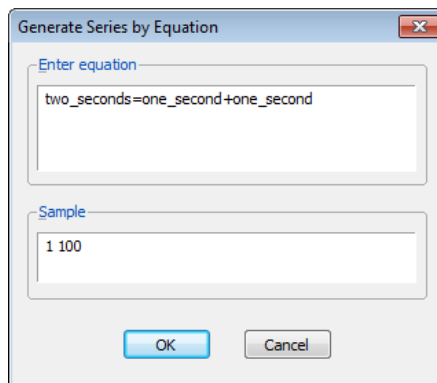 Generate Series by Equation
Enter equation
two_seconds=one_second+one_second
Sample
1 100
OK
Cancel